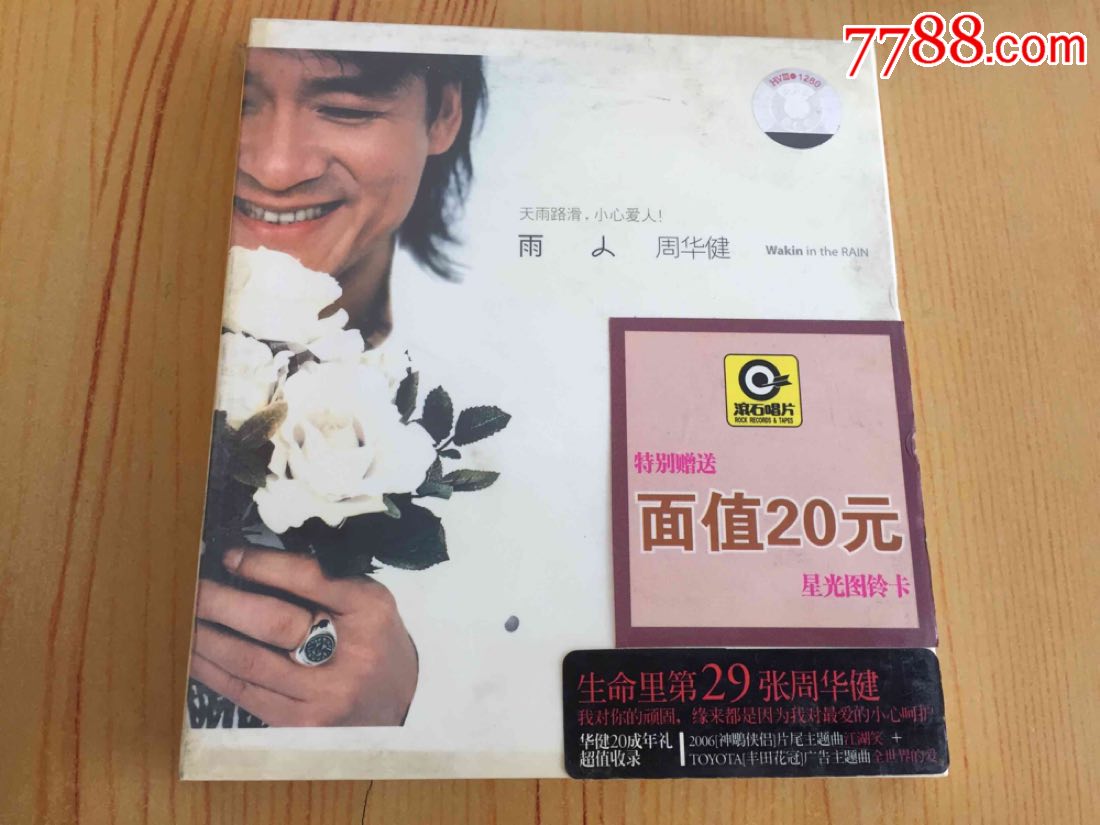 7788.com
HVⅢ●1280
天雨路滑,小心爱人!
雨 人 周华健 Wakin in the RAIN
滚石唱片
ROCK RECORDS & TAPES
特别赠送
面值20元
星光图铃卡
生命里第29张周华健
我对你的顽固,缘来都是因为我对最爱的小心呵护
华健20成年礼
超值收录
2006[神鵰侠侣]片尾主题曲江湖笑 +
TOYOTA[丰田花冠]广告主题曲全世界的爱